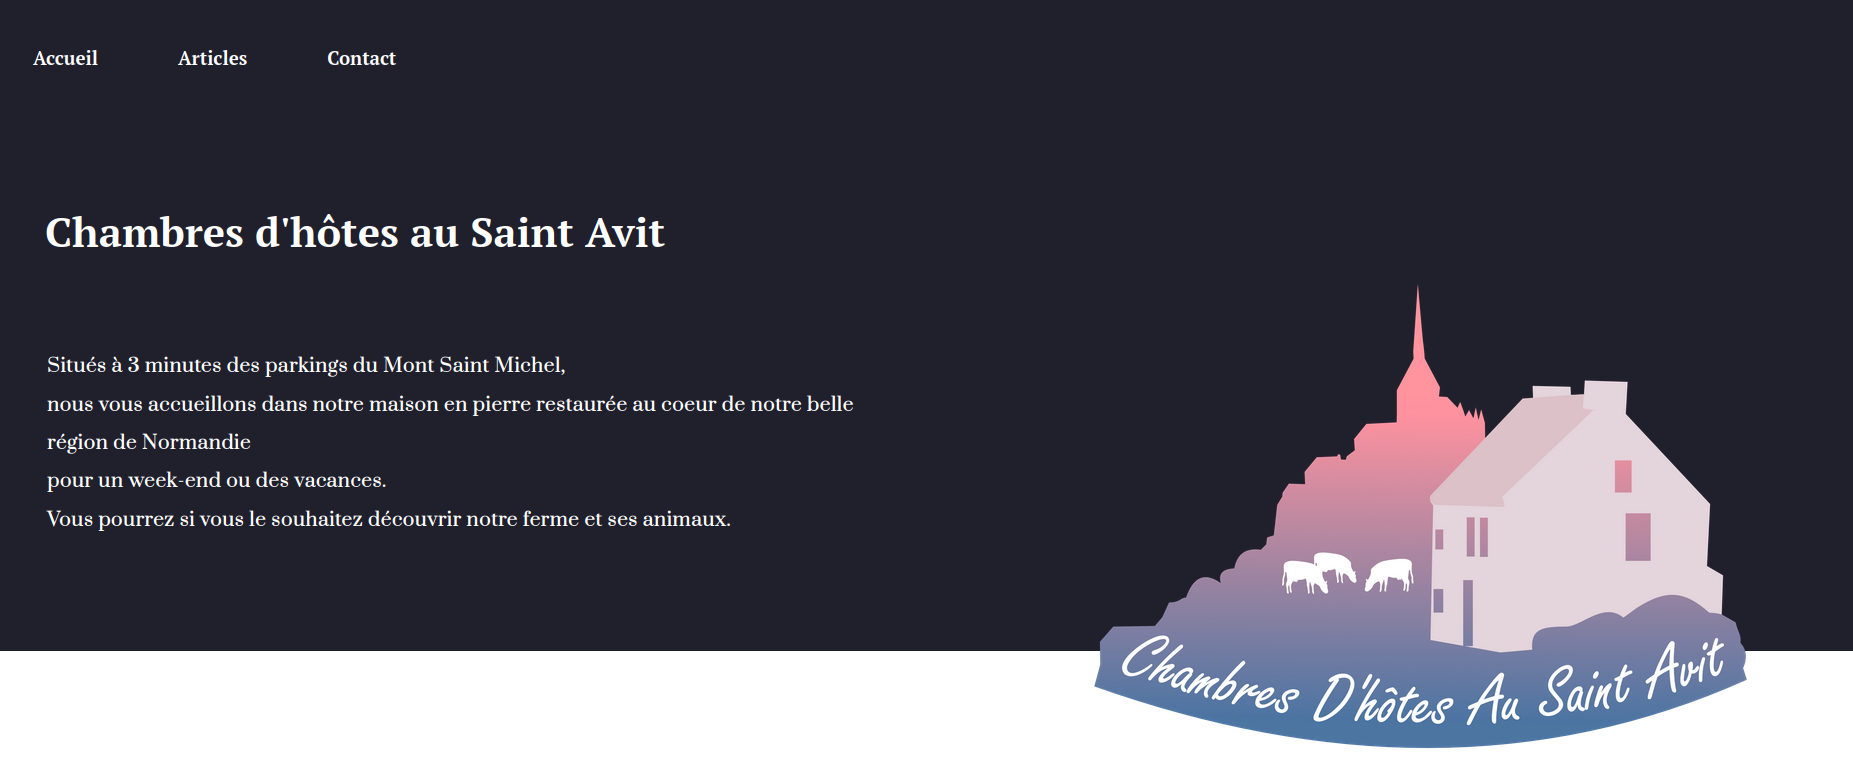 Accueil Articles Contact
Chambres d'hôtes au Saint Avit
Situés à 3 minutes des parkings du Mont Saint Michel,
nous vous accueillons dans notre maison en pierre restaurée au coeur de notre belle
région de Normandie
pour un week-end ou des vacances.
Vous pourrez si vous le souhaitez découvrir notre ferme et ses animaux.
Chambres D'hôtes Au Saint Avit